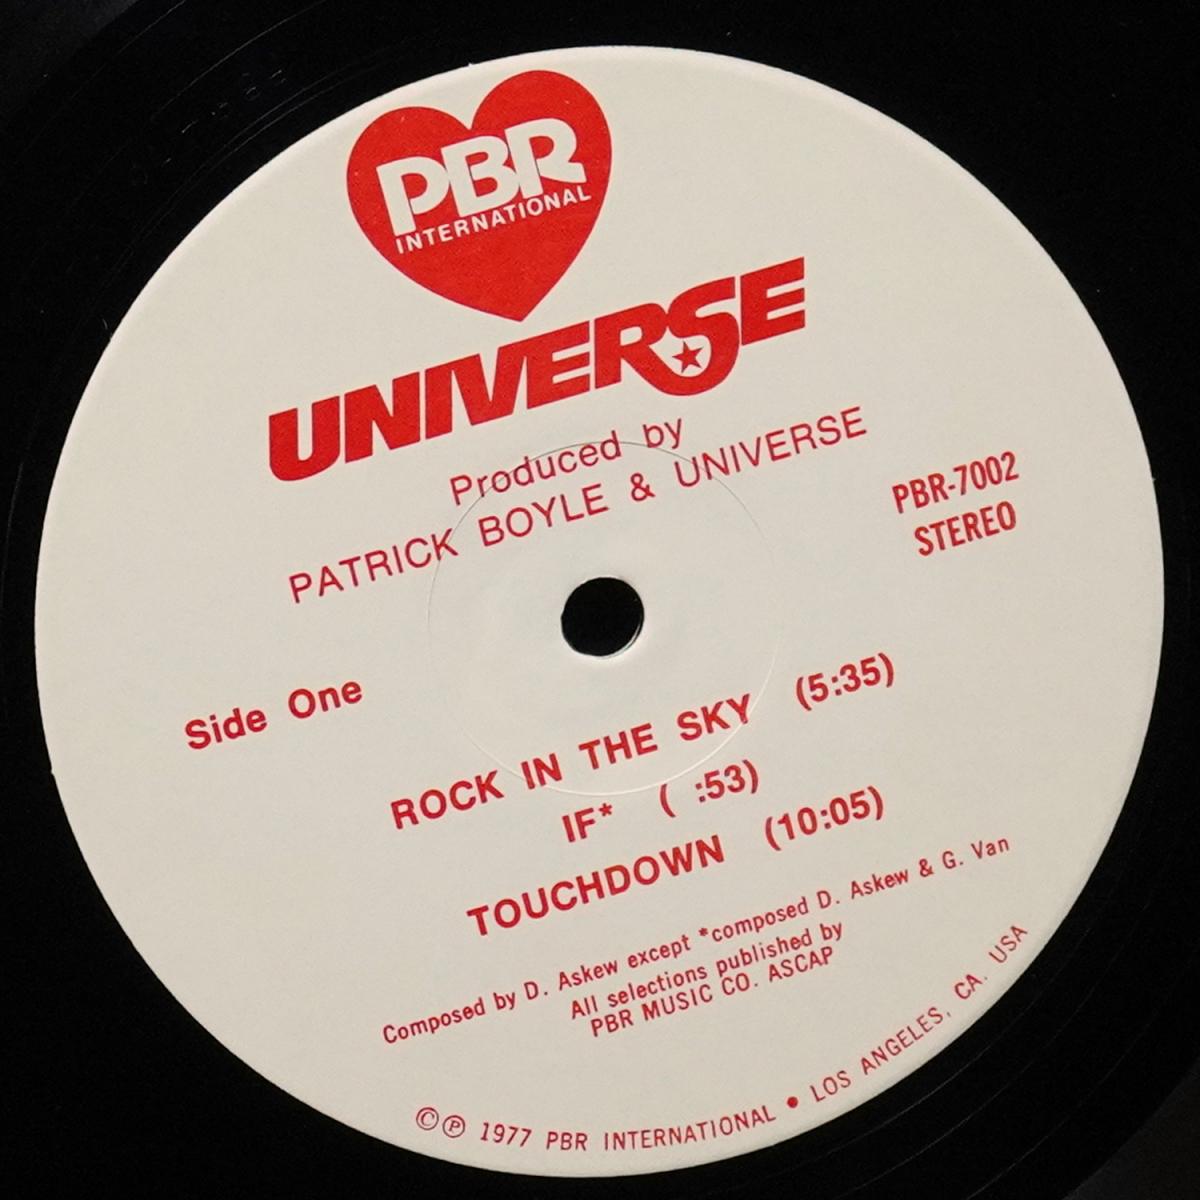 PBR
INTERNATIONAL
UNIVERSE
Produced by
PATRICK BOYLE & UNIVERSE
PBR-7002
STEREO
Side One
ROCK IN THE SKY (5:35)
IF* ( :53)
TOUCHDOWN (10:05)
Composed by D. Askew except *composed D. Askew & G. Van
All selections published by
PBR MUSIC CO. ASCAP
©℗ 1977 PBR INTERNATIONAL • LOS ANGELES, CA. USA